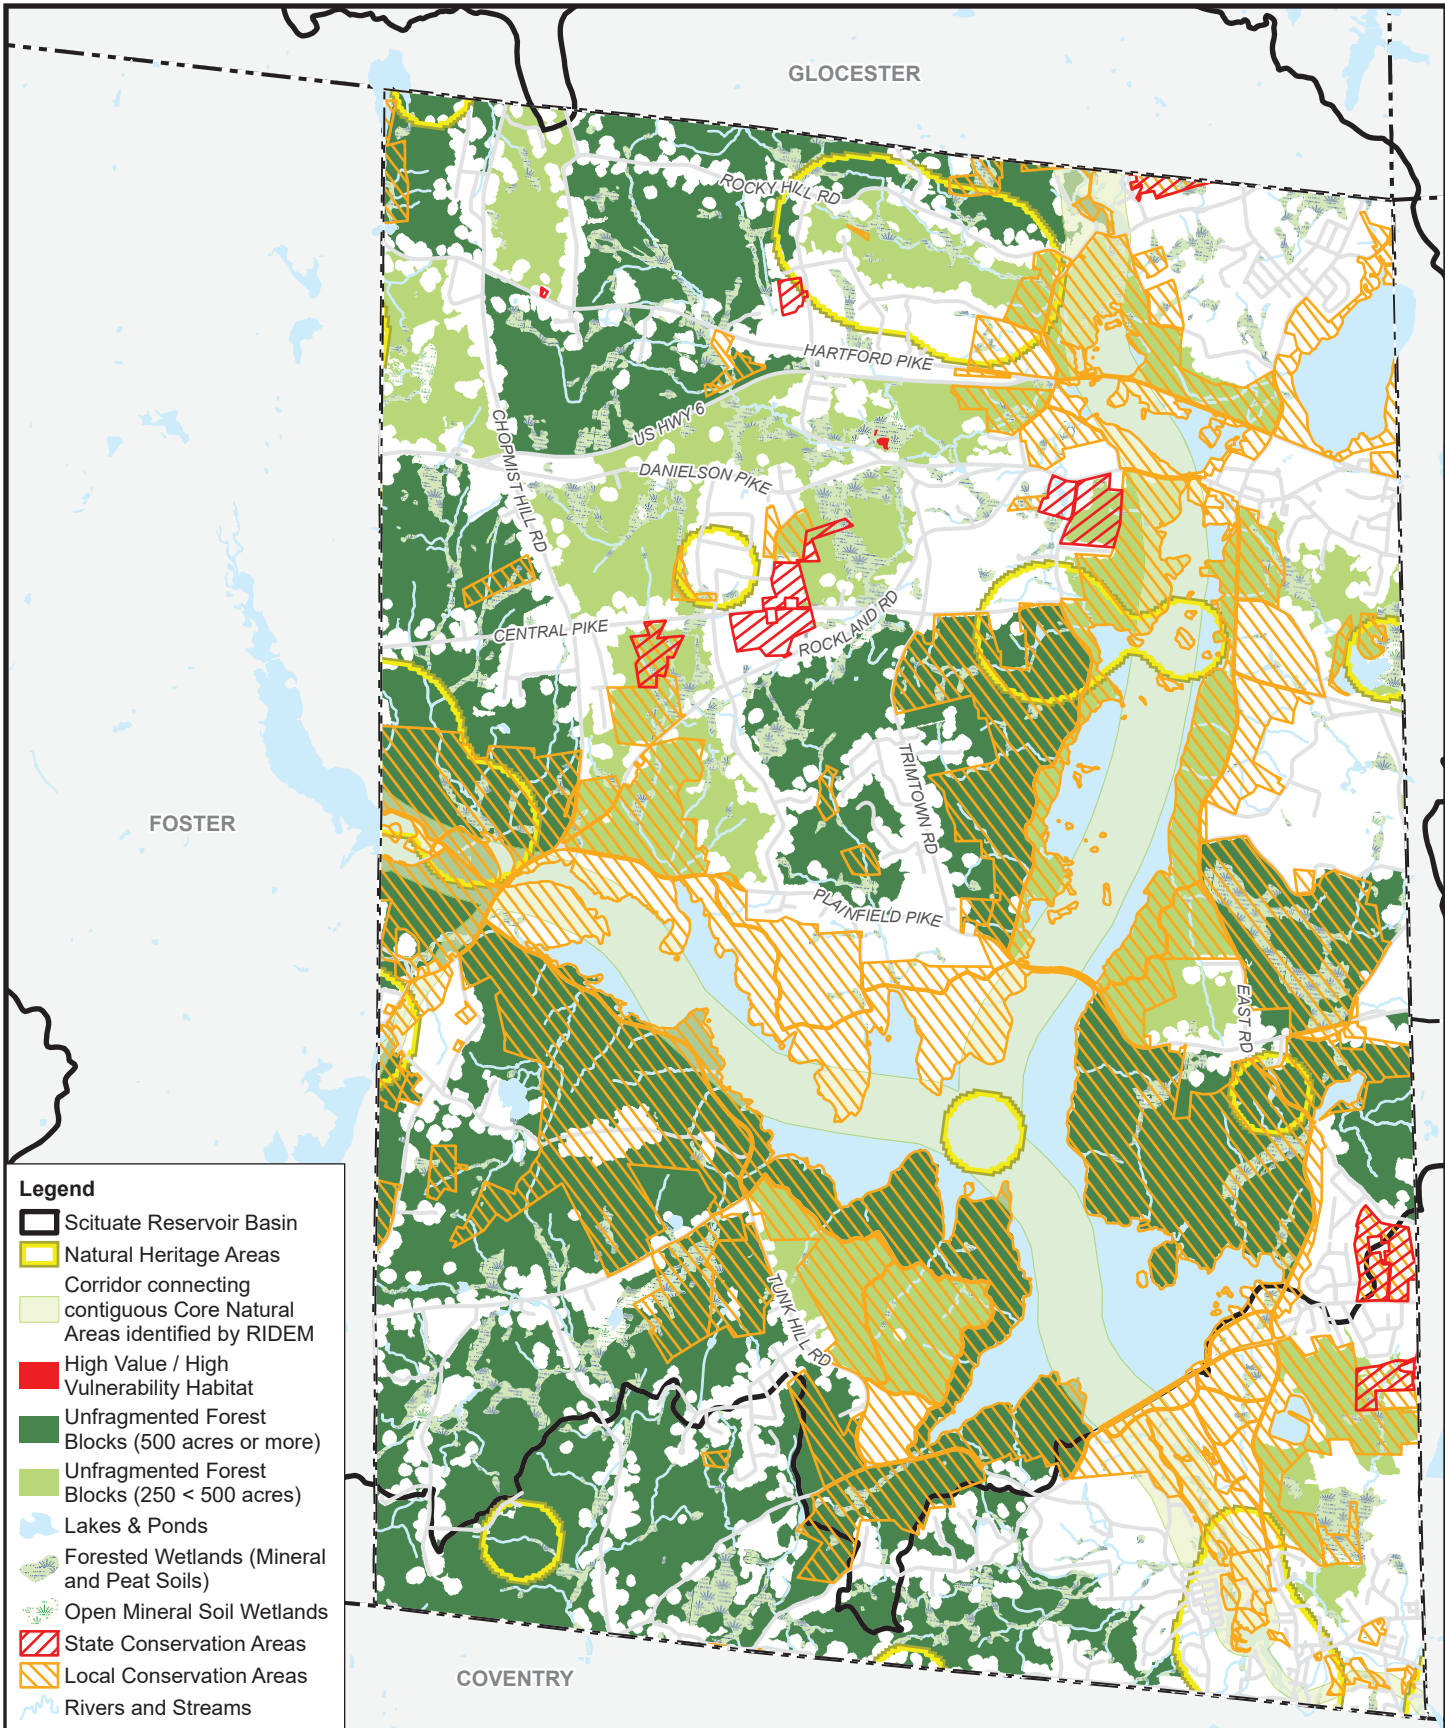 GLOCESTER
ROCKY HILL RD
HARTFORD PIKE
US HWY 6
CHOPMIST HILL RD
DANIELSON PIKE
CENTRAL PIKE
ROCKLAND RD
TRIMTOWN RD
FOSTER
PLAINFIELD PIKE
EAST RD
TUNK HILL RD
COVENTRY
Legend
Scituate Reservoir Basin
Natural Heritage Areas
Corridor connecting
contiguous Core Natural
Areas identified by RIDEM
High Value / High
Vulnerability Habitat
Unfragmented Forest
Blocks (500 acres or more)
Unfragmented Forest
Blocks (250 < 500 acres)
Lakes & Ponds
Forested Wetlands (Mineral
and Peat Soils)
Open Mineral Soil Wetlands
State Conservation Areas
Local Conservation Areas
Rivers and Streams